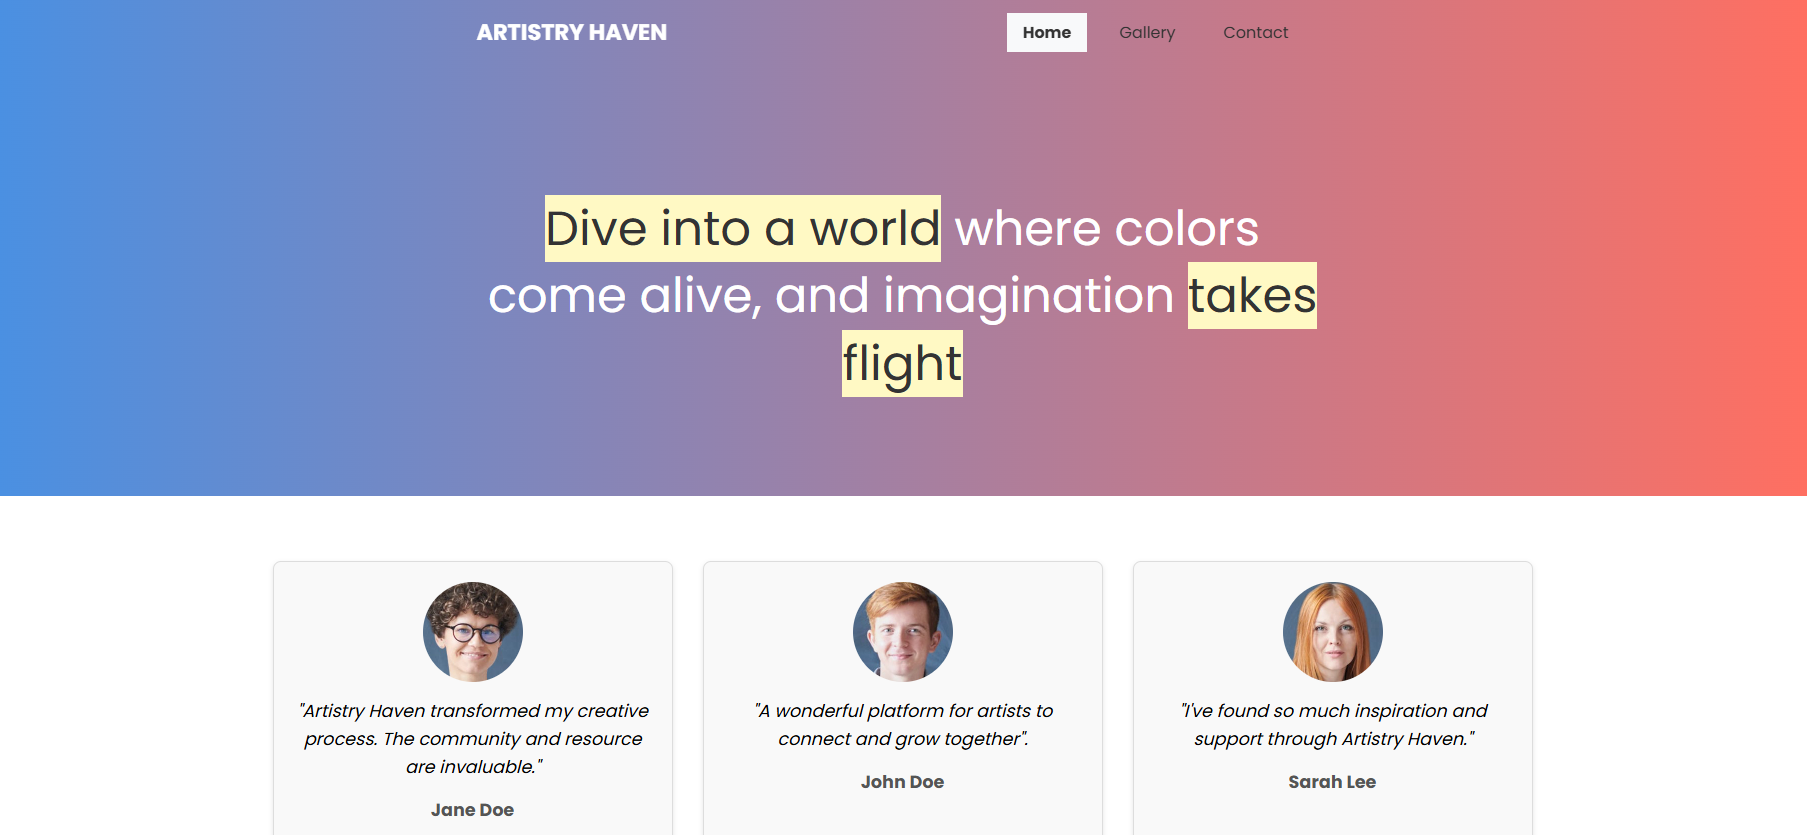 ARTISTRY HAVEN
Home
Gallery
Contact
Dive into a world where colors
come alive, and imagination takes
flight
"Artistry Haven transformed my creative
process. The community and resource
are invaluable."
Jane Doe
"A wonderful platform for artists to
connect and grow together".
John Doe
"I've found so much inspiration and
support through Artistry Haven."
Sarah Lee